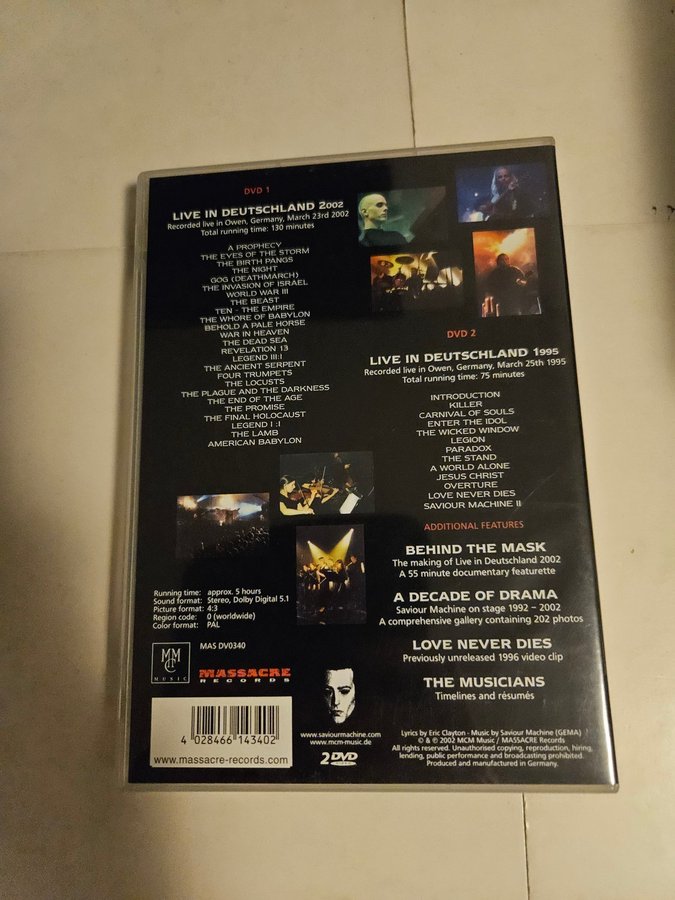 DVD 1
LIVE IN DEUTSCHLAND 2002
Recorded live in Owen, Germany, March 23rd 2002
Total running time: 130 minutes
A PROPHECY
THE EYES OF THE STORM
THE BIRTH PANGS
THE NIGHT
GOG (DEATHMARCH)
THE INVASION OF ISRAEL
WORLD WAR III
THE BEAST
TEN - THE EMPIRE
THE WHORE OF BABYLON
BEHOLD A PALE HORSE
WAR IN HEAVEN
THE DEAD SEA
REVELATION 13
LEGEND III:I
THE ANCIENT SERPENT
FOUR TRUMPETS
THE LOCUSTS
THE PLAGUE AND THE DARKNESS
THE END OF THE AGE
THE PROMISE
THE FINAL HOLOCAUST
LEGEND I :I
THE LAMB
AMERICAN BABYLON
DVD 2
LIVE IN DEUTSCHLAND 1995
Recorded live in Owen, Germany, March 25th 1995
Total running time: 75 minutes
INTRODUCTION
KILLER
CARNIVAL OF SOULS
ENTER THE IDOL
THE WICKED WINDOW
LEGION
PARADOX
THE STAND
A WORLD ALONE
JESUS CHRIST
OVERTURE
LOVE NEVER DIES
SAVIOUR MACHINE II
ADDITIONAL FEATURES
BEHIND THE MASK
The making of Live in Deutschland 2002
A 55 minute documentary featurette
A DECADE OF DRAMA
Saviour Machine on stage 1992 – 2002
A comprehensive gallery containing 202 photos
LOVE NEVER DIES
Previously unreleased 1996 video clip
THE MUSICIANS
Timelines and résumés
Running time: approx. 5 hours
Sound format: Stereo, Dolby Digital 5.1
Picture format: 4:3
Region code: 0 (worldwide)
Color format: PAL
MAS DV0340
MCM
MUSIC
MASSACRE
RECORDS
4 028466 143402
www.massacre-records.com
www.savioumachine.com
www.mcm-music.de
2 DVD
Lyrics by Eric Clayton - Music by Saviour Machine (GEMA)
© & ℗ 2002 MCM Music / MASSACRE Records
All rights reserved. Unauthorised copying, reproduction, hiring,
lending, public performance and broadcasting prohibited.
Produced and manufactured in Germany.